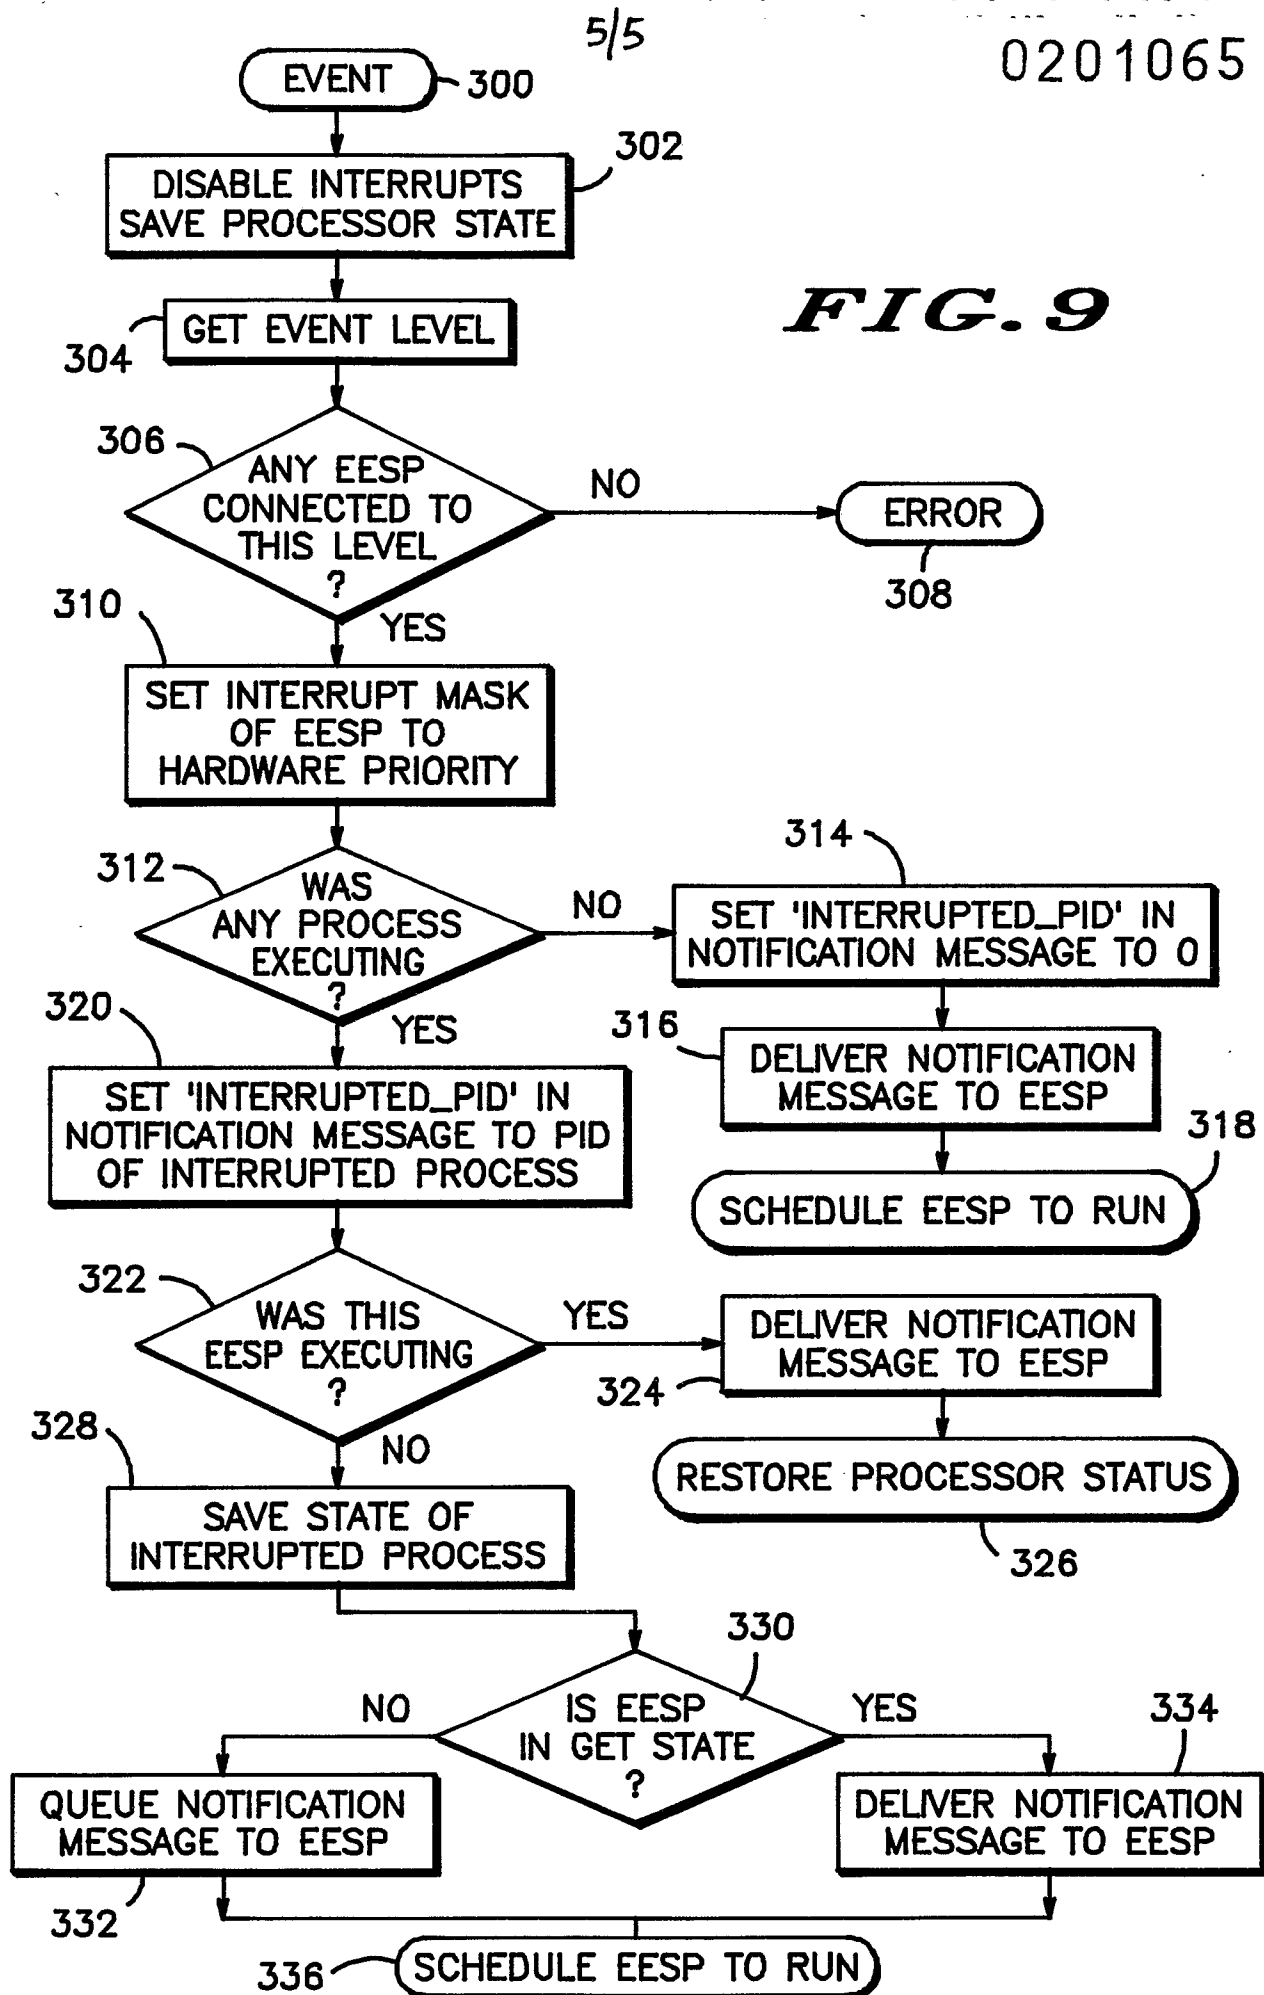 5/5
0201065
EVENT
300
302
DISABLE INTERRUPTS
SAVE PROCESSOR STATE
FIG. 9
GET EVENT LEVEL
304
306
ANY EESP
CONNECTED TO
THIS LEVEL
?
NO
ERROR
308
310
YES
SET INTERRUPT MASK
OF EESP TO
HARDWARE PRIORITY
312
WAS
ANY PROCESS
EXECUTING
?
NO
314
SET 'INTERRUPTED_PID' IN
NOTIFICATION MESSAGE TO 0
320
YES
316
DELIVER NOTIFICATION
MESSAGE TO EESP
SET 'INTERRUPTED_PID' IN
NOTIFICATION MESSAGE TO PID
OF INTERRUPTED PROCESS
318
SCHEDULE EESP TO RUN
322
WAS THIS
EESP EXECUTING
?
YES
DELIVER NOTIFICATION
MESSAGE TO EESP
324
328
NO
RESTORE PROCESSOR STATUS
326
SAVE STATE OF
INTERRUPTED PROCESS
330
IS EESP
IN GET STATE
?
NO
YES
334
QUEUE NOTIFICATION
MESSAGE TO EESP
332
DELIVER NOTIFICATION
MESSAGE TO EESP
336
SCHEDULE EESP TO RUN